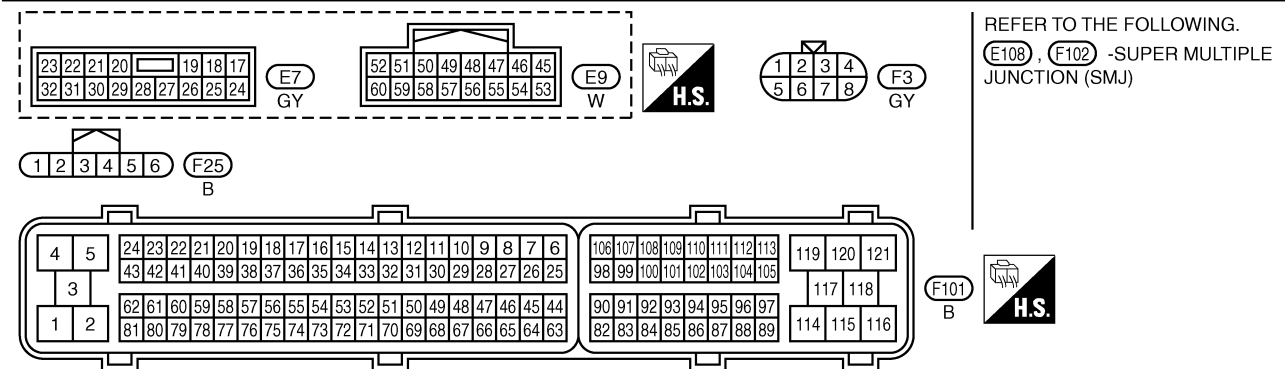 REFER TO THE FOLLOWING.
E108 , F102 -SUPER MULTIPLE
JUNCTION (SMJ)
23 22 21 20 19 18 17
32 31 30 29 28 27 26 25 24
E7
GY
52 51 50 49 48 47 46 45
60 59 58 57 56 55 54 53
E9
W
H.S.
1 2 3 4
5 6 7 8
F3
GY
1 2 3 4 5 6
F25
B
4 5
3
1 2
24 23 22 21 20 19 18 17 16 15 14 13 12 11 10 9 8 7 6
43 42 41 40 39 38 37 36 35 34 33 32 31 30 29 28 27 26 25
62 61 60 59 58 57 56 55 54 53 52 51 50 49 48 47 46 45 44
81 80 79 78 77 76 75 74 73 72 71 70 69 68 67 66 65 64 63
106 107 108 109 110 111 112 113
98 99 100 101 102 103 104 105
90 91 92 93 94 95 96 97
82 83 84 85 86 87 88 89
119 120 121
117 118
114 115 116
F101
B
H.S.